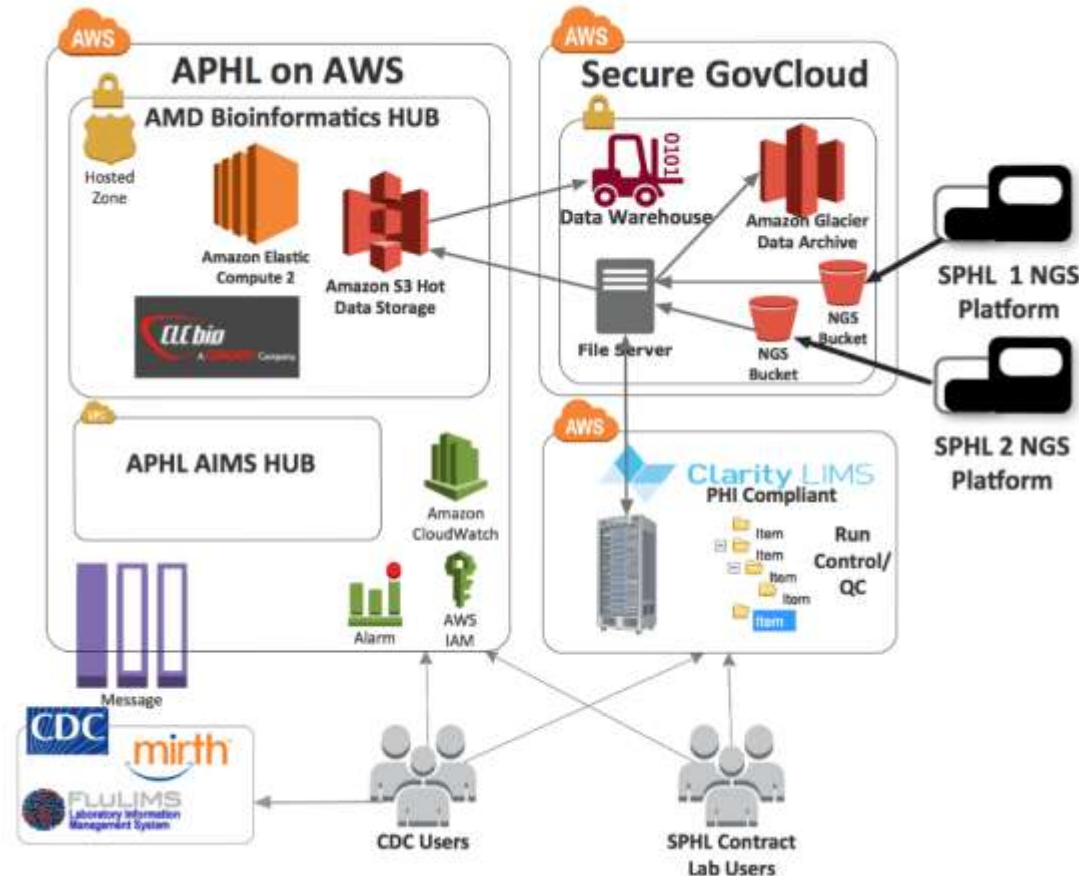 AWS
APHL on AWS
AMD Bioinformatics HUB
Hosted
Zone
Amazon Elastic
Compute 2
Amazon S3 Hot
Data Storage
CLC bio
A Company
VPC
APHL AIMS HUB
Amazon
CloudWatch
Alarm
AWS
IAM
Message
AWS
Secure GovCloud
0101
Data Warehouse
Amazon Glacier
Data Archive
File Server
NGS
Bucket
NGS
Bucket
SPHL 1 NGS
Platform
SPHL 2 NGS
Platform
AWS
Clarity LIMS
PHI Compliant
Item
Item
Item
Item
Item
Run
Control/
QC
CDC
mirth
FLULIMS
Laboratory Information
Management System
CDC Users
SPHL Contract
Lab Users